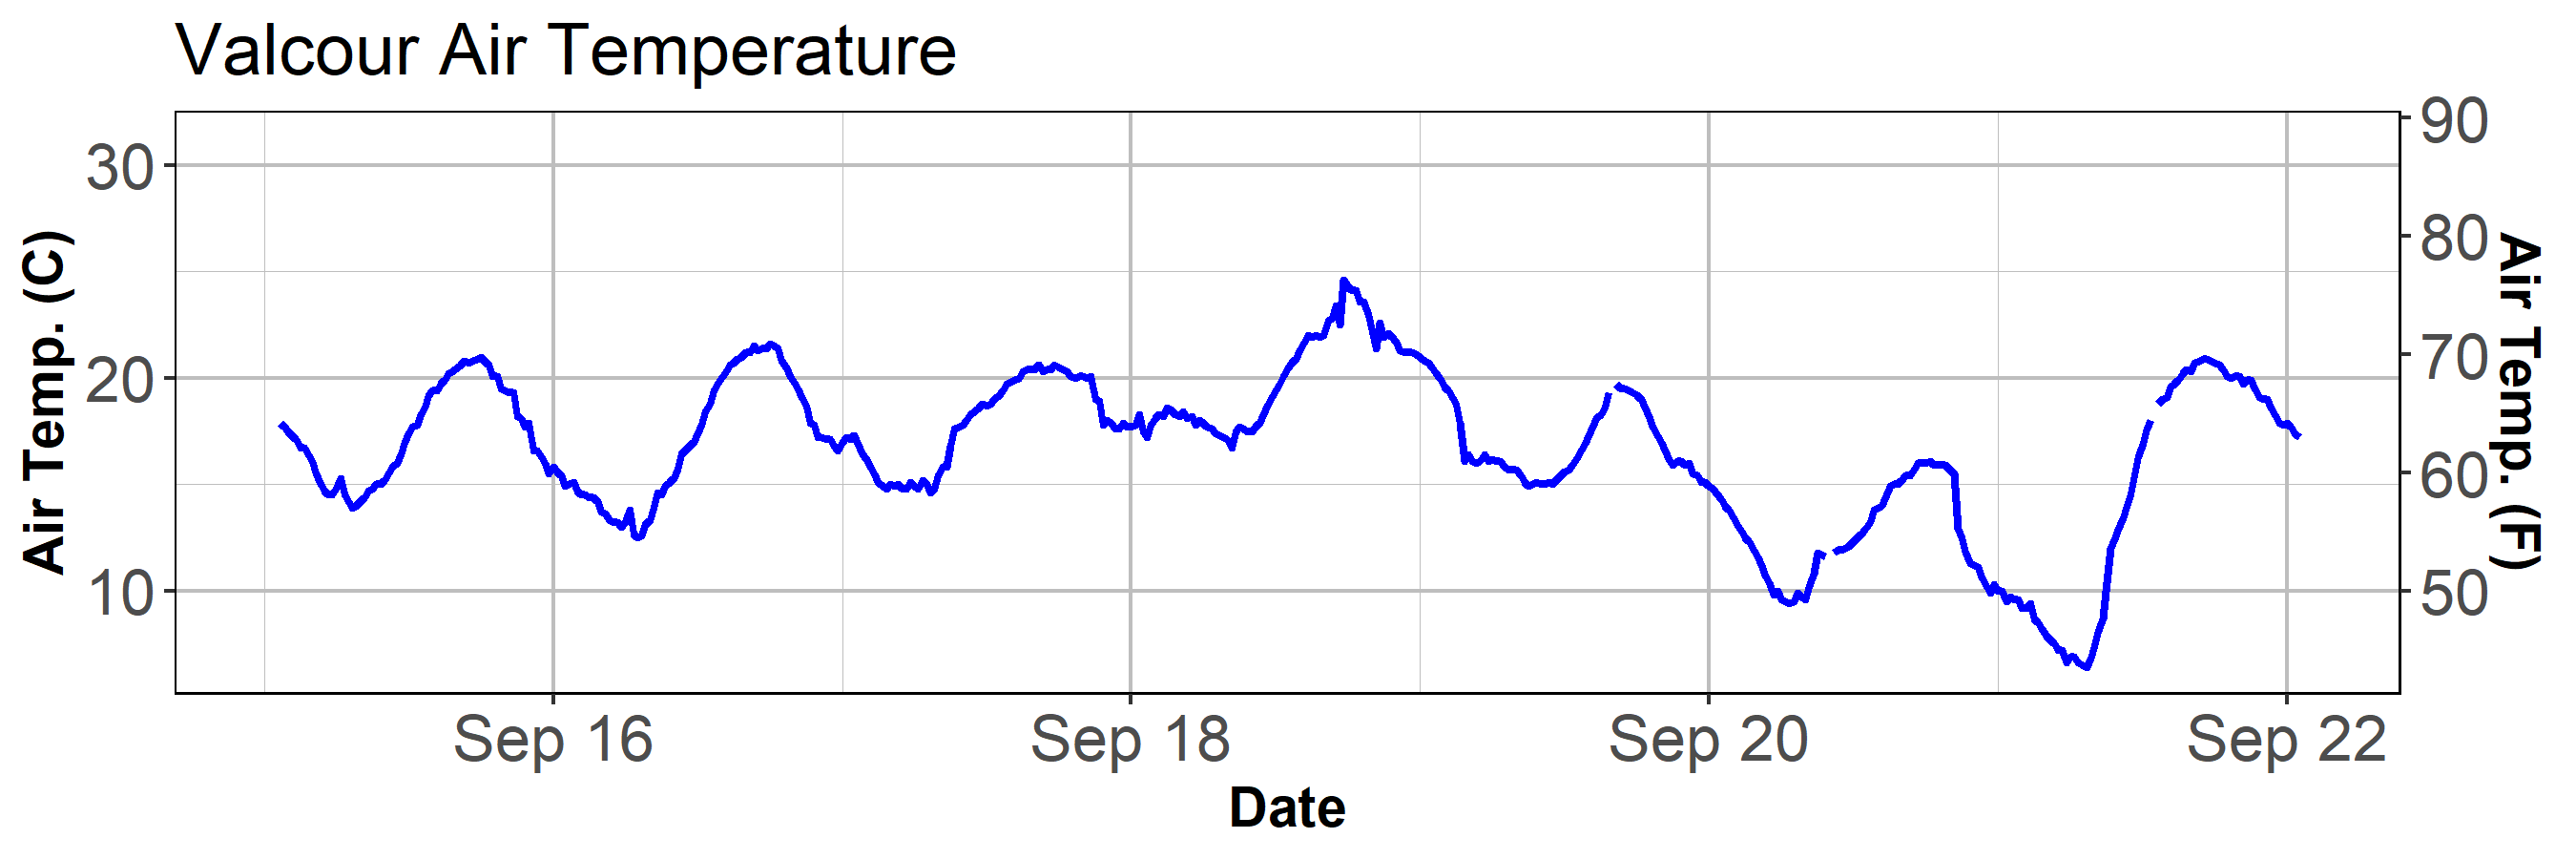 Valcour Air Temperature
Air Temp. (C)
30
20
10
90
80
70
60
50
Air Temp. (F)
Sep 16
Sep 18
Sep 20
Sep 22
Date